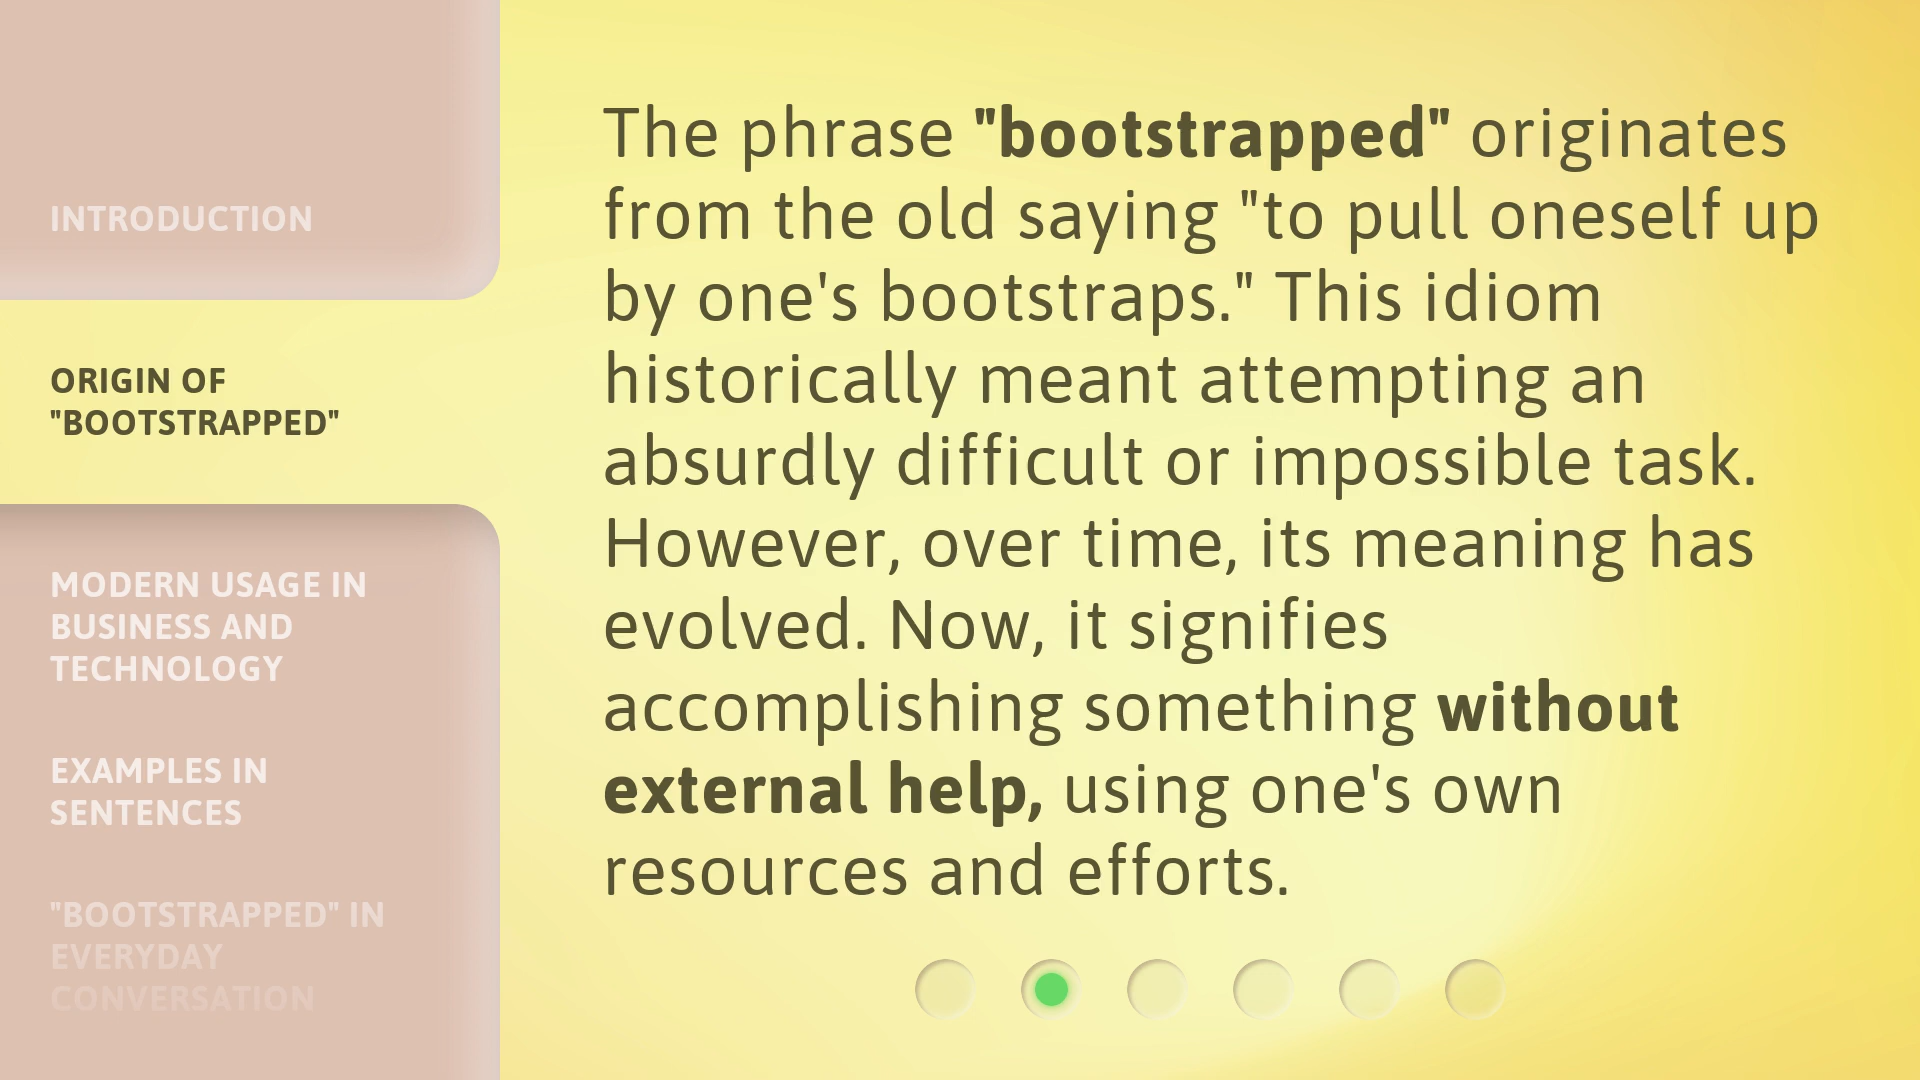 INTRODUCTION
ORIGIN OF
"BOOTSTRAPPED"
MODERN USAGE IN
BUSINESS AND
TECHNOLOGY
EXAMPLES IN
SENTENCES
"BOOTSTRAPPED" IN
EVERYDAY
CONVERSATION
The phrase "bootstrapped" originates
from the old saying "to pull oneself up
by one's bootstraps." This idiom
historically meant attempting an
absurdly difficult or impossible task.
However, over time, its meaning has
evolved. Now, it signifies
accomplishing something without
external help, using one's own
resources and efforts.